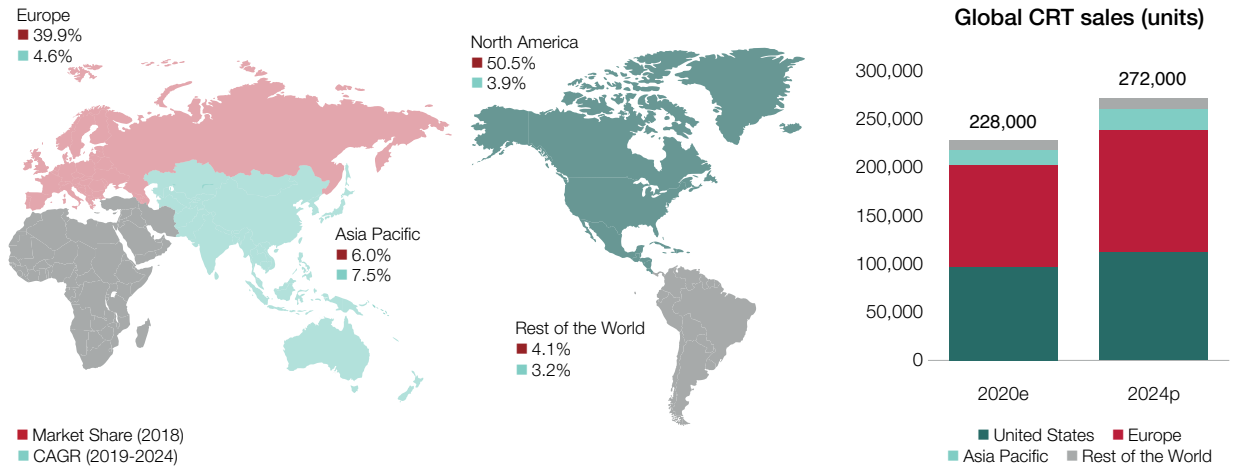 Europe
39.9%
4.6%
North America
50.5%
3.9%
Asia Pacific
6.0%
7.5%
Rest of the World
4.1%
3.2%
Market Share (2018)
CAGR (2019-2024)
Global CRT sales (units)
300,000
250,000
200,000
150,000
100,000
50,000
0
228,000
272,000
2020e
2024p
United States
Europe
Asia Pacific
Rest of the World